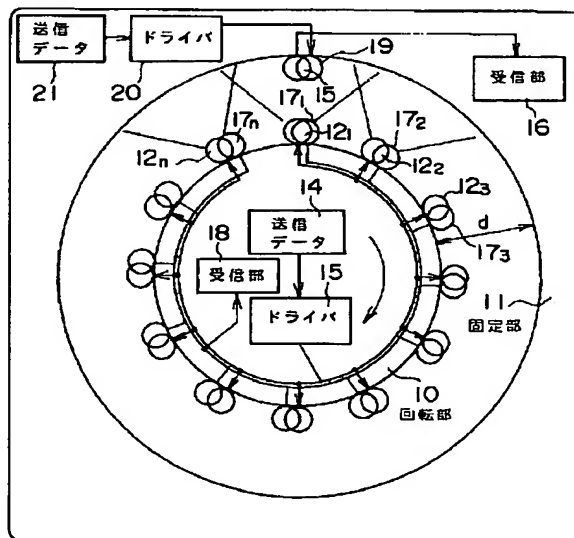 送信
データ
21
ドライバ
20
19
15
受信部
16
17n
17₁
12₁
17₂
12n
12₂
12₃
17₃
d
14
送信
データ
18
受信部
15
ドライバ
11
固定部
10
回転部